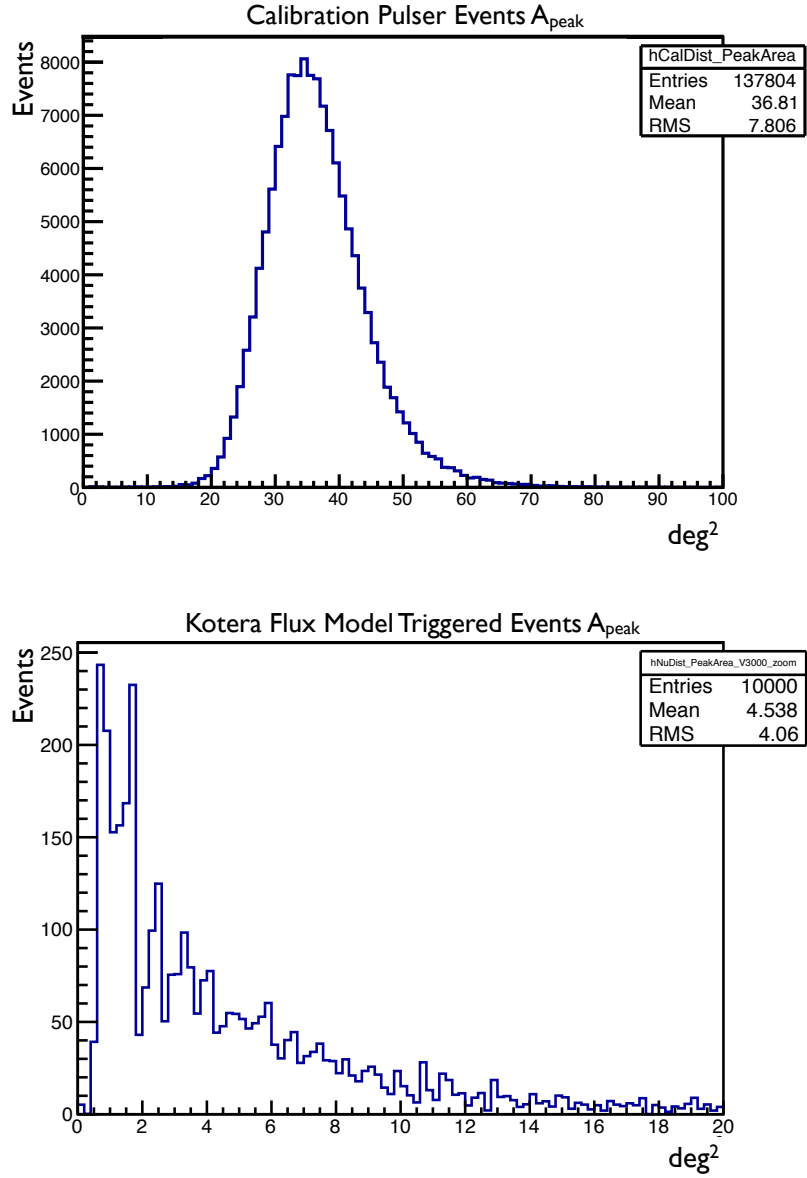 Calibration Pulser Events A_peak
Events
8000
7000
6000
5000
4000
3000
2000
1000
0
0 10 20 30 40 50 60 70 80 90 100
deg²
hCalDist_PeakArea
Entries 137804
Mean 36.81
RMS 7.806
Kotera Flux Model Triggered Events A_peak
Events
250
200
150
100
50
0
0 2 4 6 8 10 12 14 16 18 20
deg²
hNuDist_PeakArea_V3000_zoom
Entries 10000
Mean 4.538
RMS 4.06